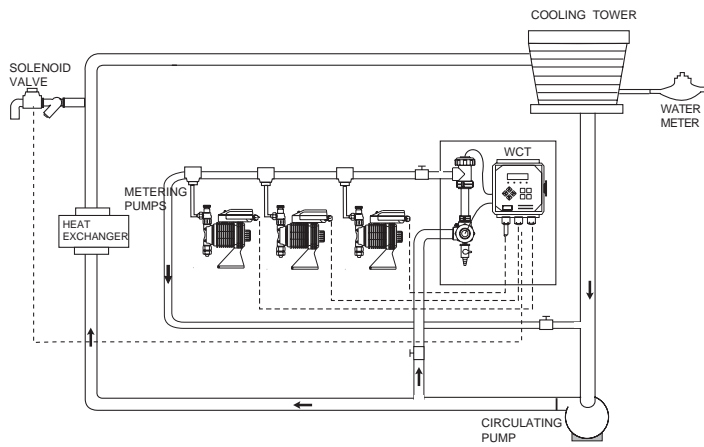 COOLING TOWER
SOLENOID
VALVE
WATER
METER
WCT
METERING
PUMPS
HEAT
EXCHANGER
CIRCULATING
PUMP